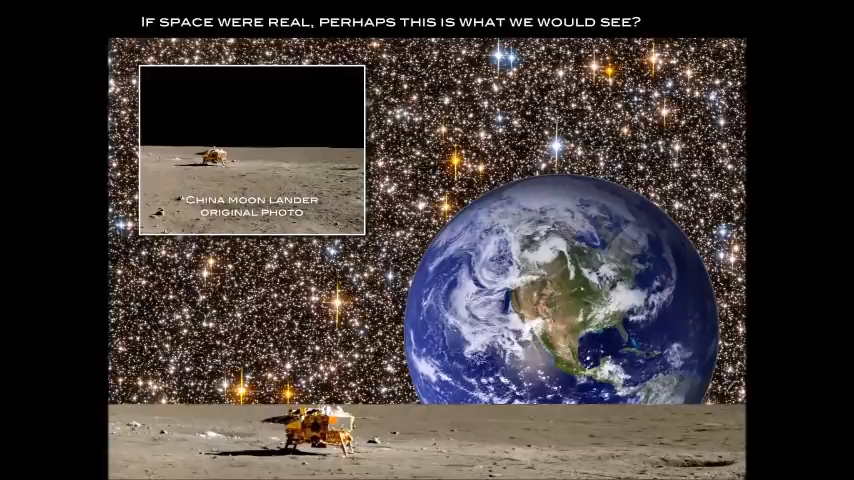 If space were real, perhaps this is what we would see?
*China moon lander
original photo